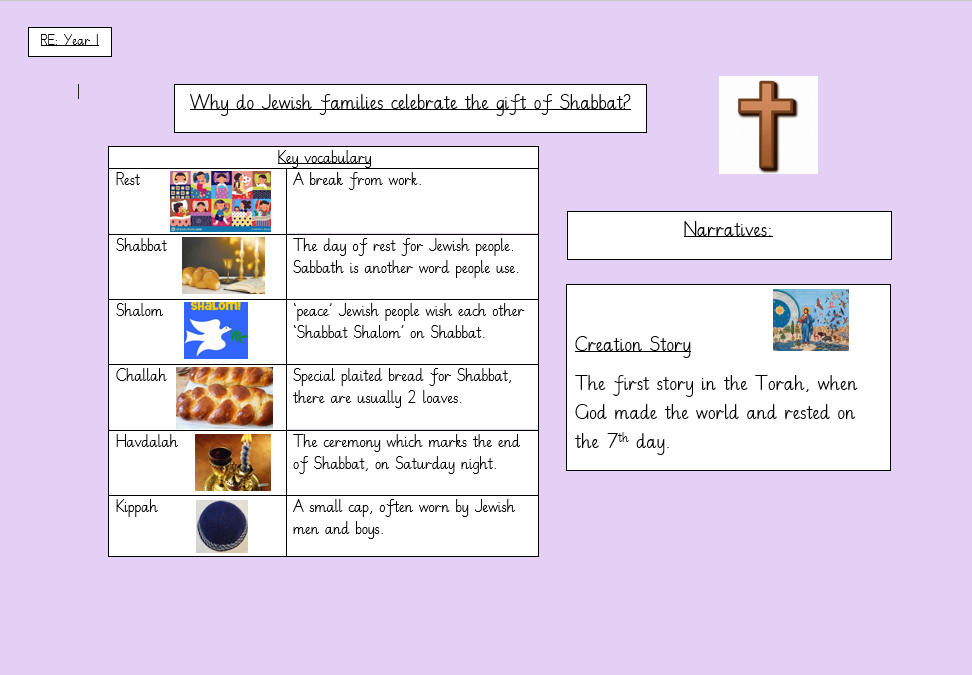 RE: Year 1
Why do Jewish families celebrate the gift of Shabbat?
Key vocabulary
Rest
A break from work.
Shabbat
The day of rest for Jewish people.
Sabbath is another word people use.
Shalom
SHALOM!
‘peace’ Jewish people wish each other
‘Shabbat Shalom’ on Shabbat.
Challah
Special plaited bread for Shabbat,
there are usually 2 loaves.
Havdalah
The ceremony which marks the end
of Shabbat, on Saturday night.
Kippah
A small cap, often worn by Jewish
men and boys.
Narratives:
Creation Story
The first story in the Torah, when
God made the world and rested on
the 7th day.